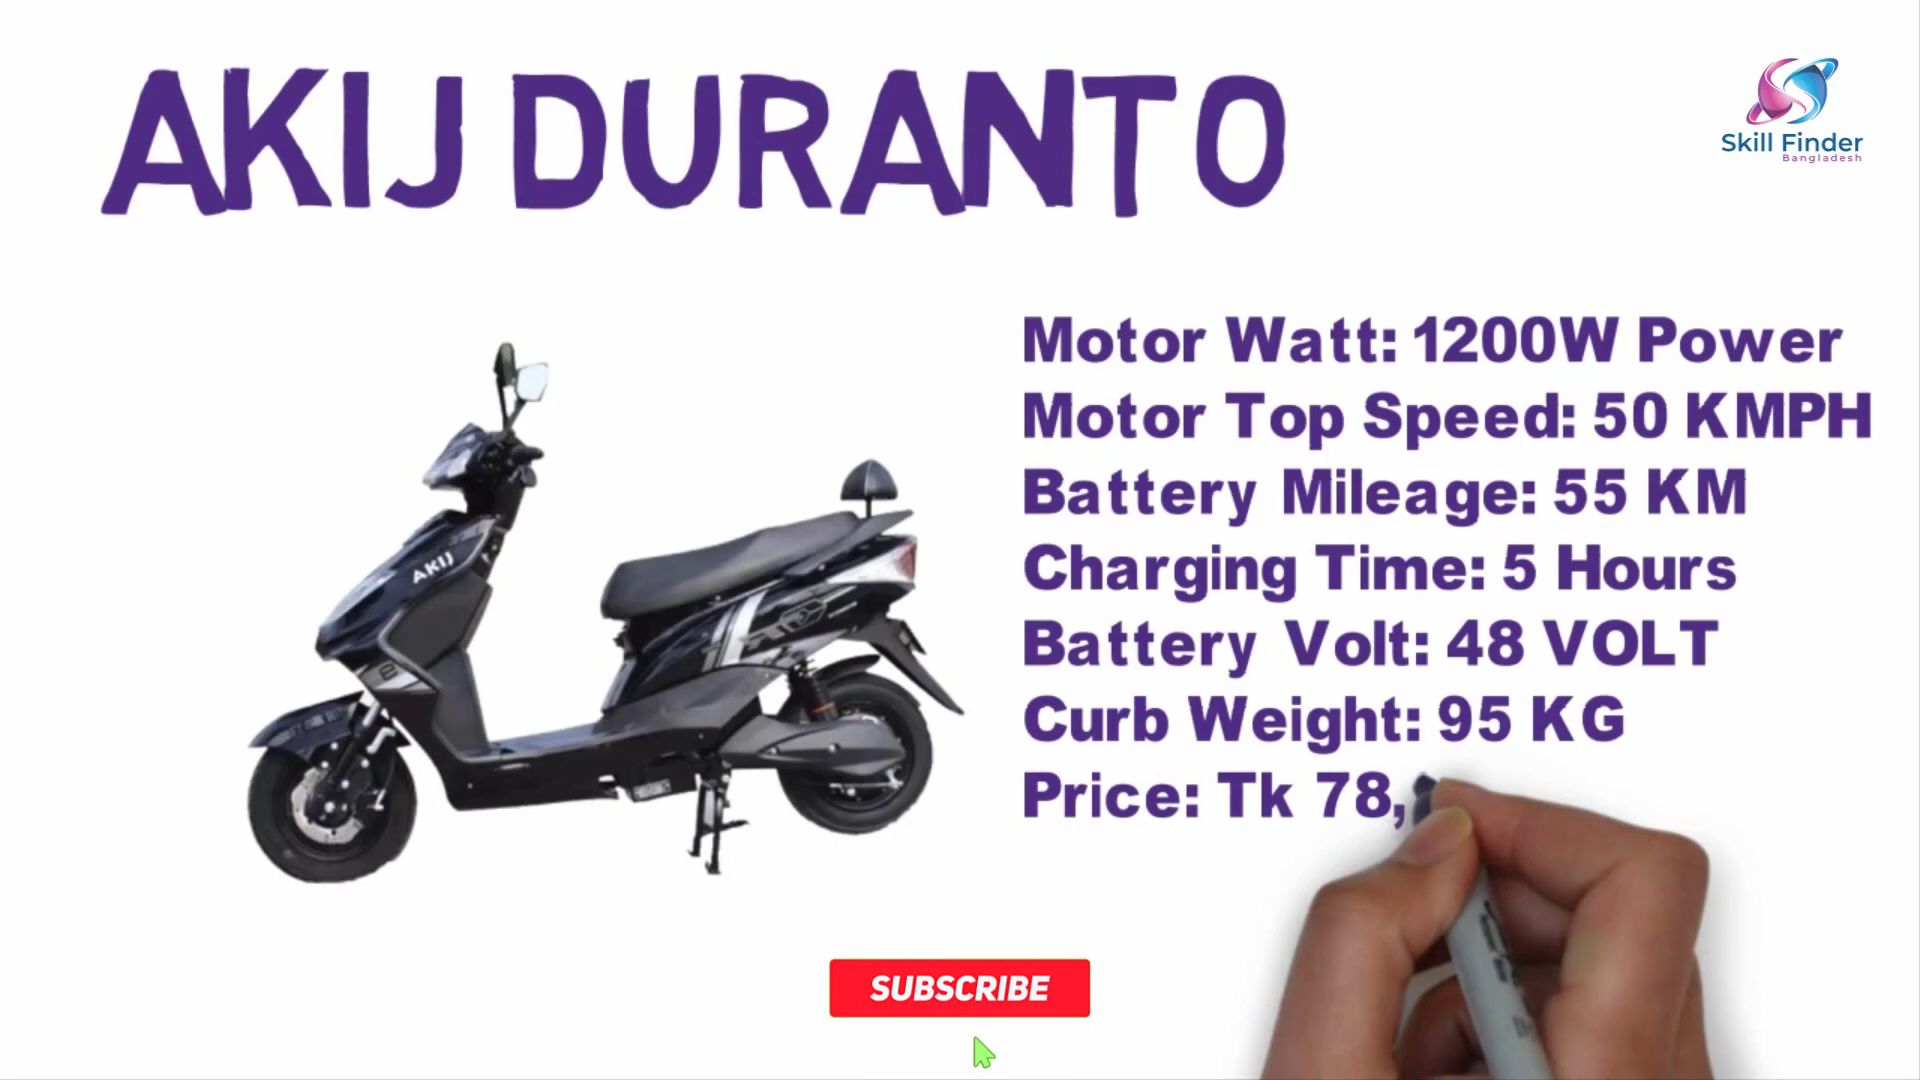 AKIJ DURANTO
Skill Finder
Bangladesh
Motor Watt: 1200W Power
Motor Top Speed: 50 KMPH
Battery Mileage: 55 KM
Charging Time: 5 Hours
Battery Volt: 48 VOLT
Curb Weight: 95 KG
Price: Tk 78,
AKIJ
SUBSCRIBE